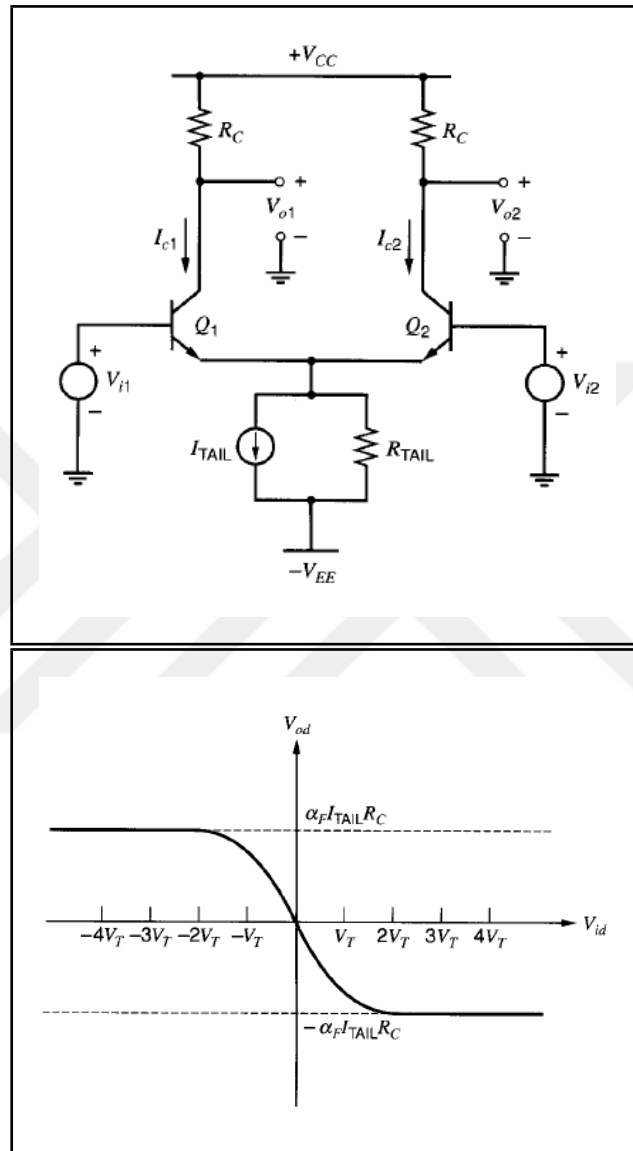 +V_CC
R_C R_C
+ +
V_o1 V_o2
I_c1 − I_c2 −
Q_1 Q_2
+ +
V_i1 V_i2
− −
I_TAIL R_TAIL
−V_EE
V_od
α_F I_TAIL R_C
−4V_T −3V_T −2V_T −V_T V_T 2V_T 3V_T 4V_T V_id
−α_F I_TAIL R_C